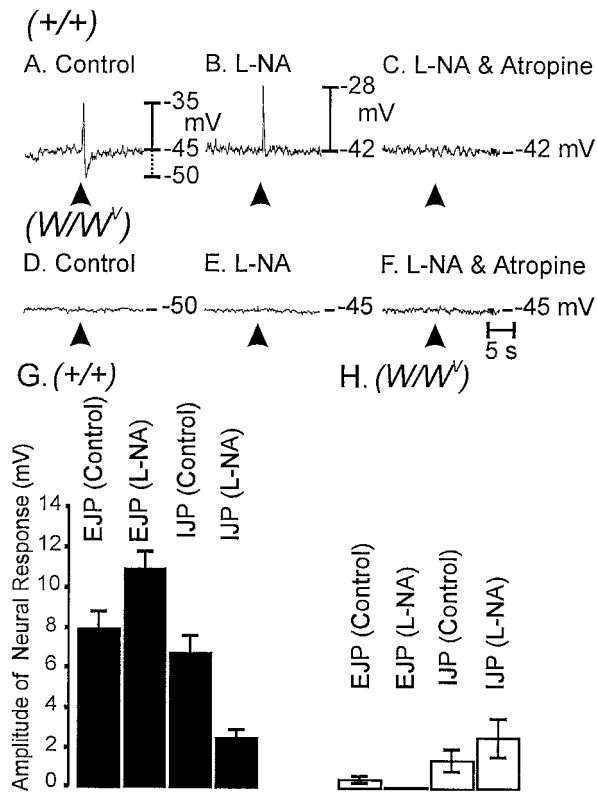 (+/+)
A. Control
B. L-NA
C. L-NA & Atropine
-35
mV
-45
-50
-28
mV
-42
-42 mV
(W/Wv)
D. Control
E. L-NA
F. L-NA & Atropine
-50
-45
-45 mV
5 s
G. (+/+)
H. (W/Wv)
Amplitude of Neural Response (mV)
14
12
10
8
6
4
2
0
EJP (Control)
EJP (L-NA)
IJP (Control)
IJP (L-NA)
EJP (Control)
EJP (L-NA)
IJP (Control)
IJP (L-NA)